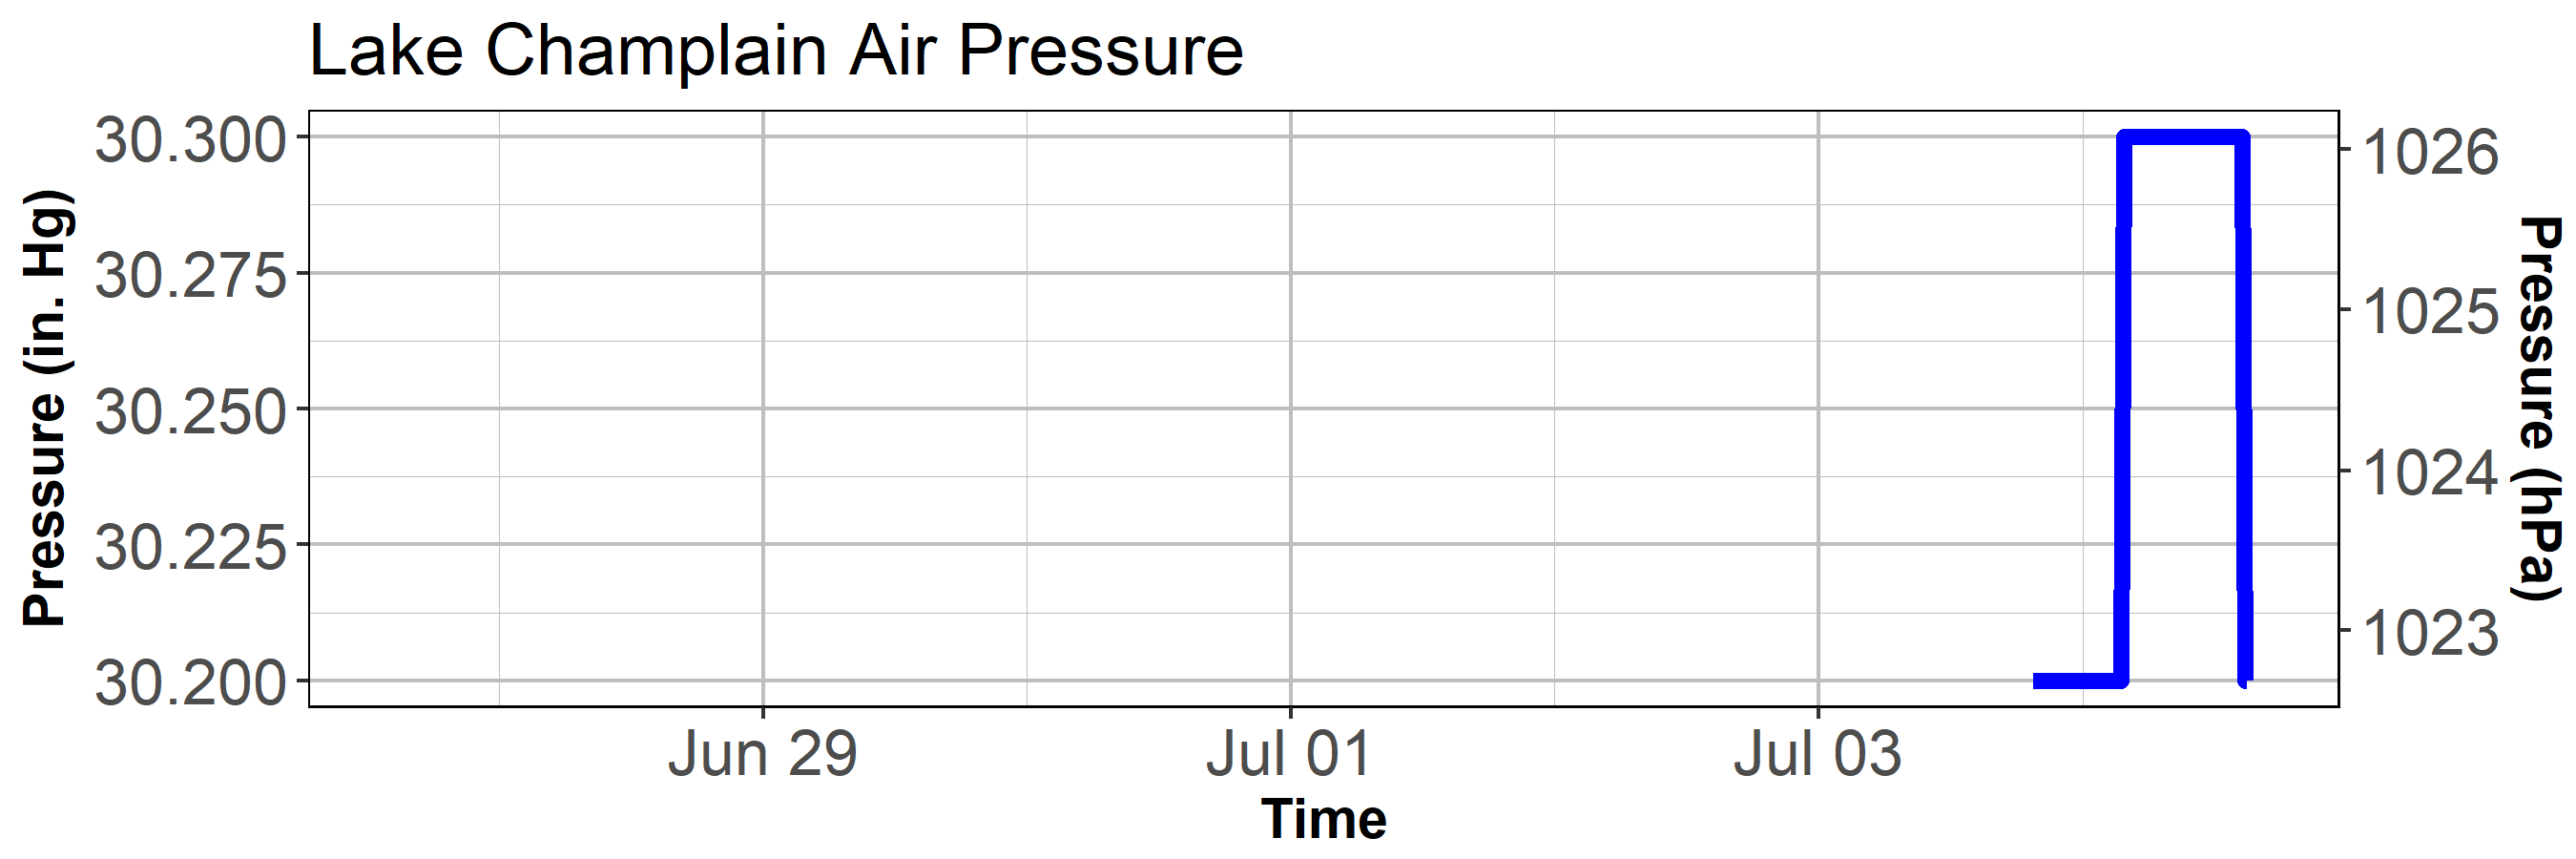 Lake Champlain Air Pressure
Pressure (in. Hg)
30.300
30.275
30.250
30.225
30.200
1026
1025
1024
1023
Pressure (hPa)
Jun 29
Jul 01
Jul 03
Time